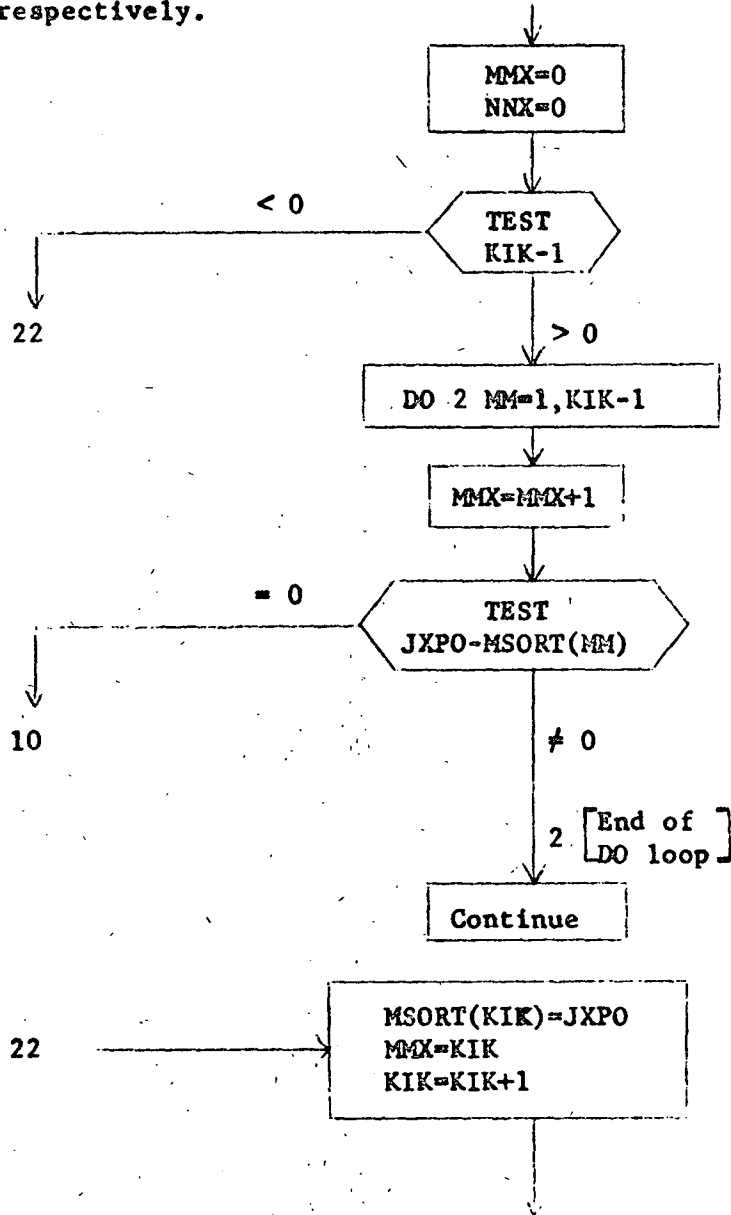 respectively.
MMX=0
NNX=0
< 0
TEST
KIK-1
22
> 0
DO 2 MM=1,KIK-1
MMX=MMX+1
= 0
TEST
JXPO-MSORT(MM)
10
≠ 0
2 [End of
DO loop]
Continue
22
MSORT(KIK)=JXPO
MMX=KIK
KIK=KIK+1